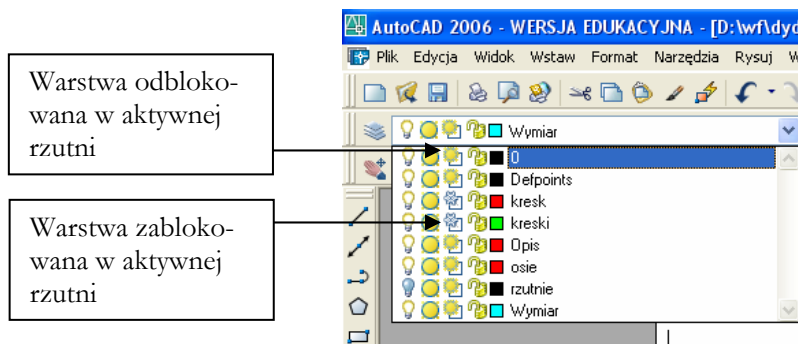 AutoCAD 2006 - WERSJA EDUKACYJNA - [D:\wf\dyd
Plik Edycja Widok Wstaw Format Narzędzia Rysuj W
Warstwa odbloko-
wana w aktywnej
rzutni
Wymiar
0
Defpoints
kresk
kreski
Opis
osie
rzutnie
Wymiar
Warstwa zabloko-
wana w aktywnej
rzutni